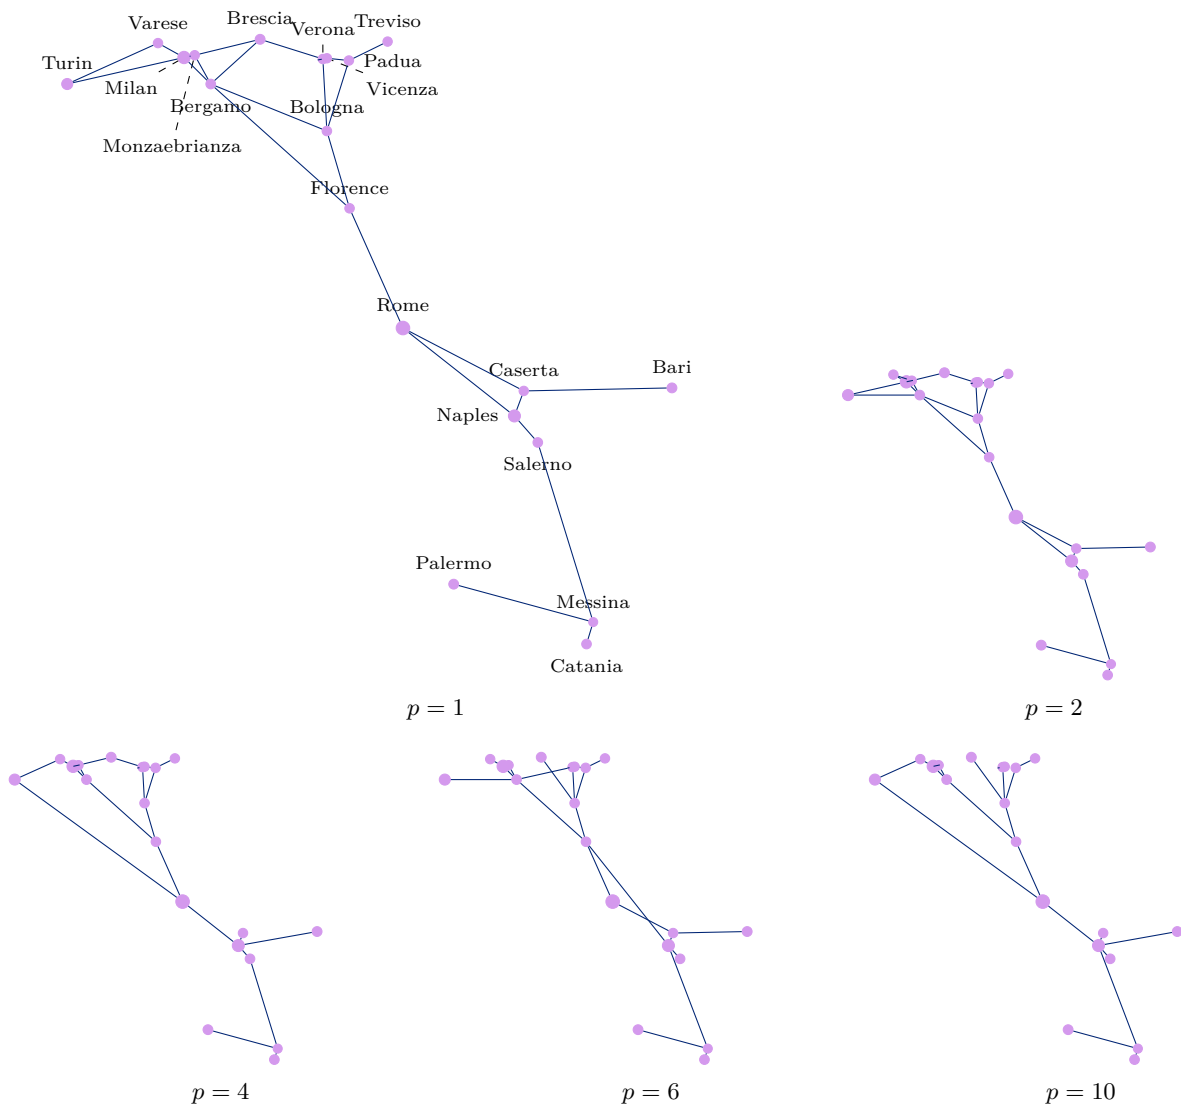 Varese
Brescia
Verona
Treviso
Turin
Padua
Milan
Vicenza
Bergamo
Bologna
Monzaebrianza
Florence
Rome
Caserta
Bari
Naples
Salerno
Palermo
Messina
Catania
p = 1
p = 2
p = 4
p = 6
p = 10